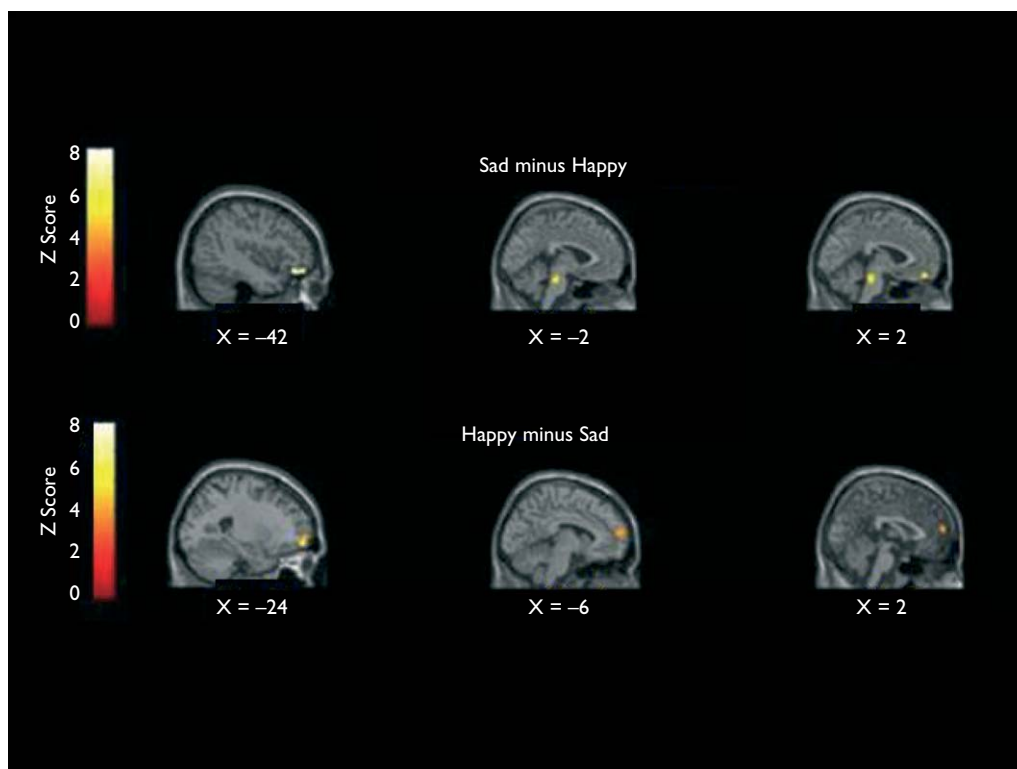 Sad minus Happy
8
6
4
2
0
Z Score
X = –42
X = –2
X = 2
Happy minus Sad
8
6
4
2
0
Z Score
X = –24
X = –6
X = 2